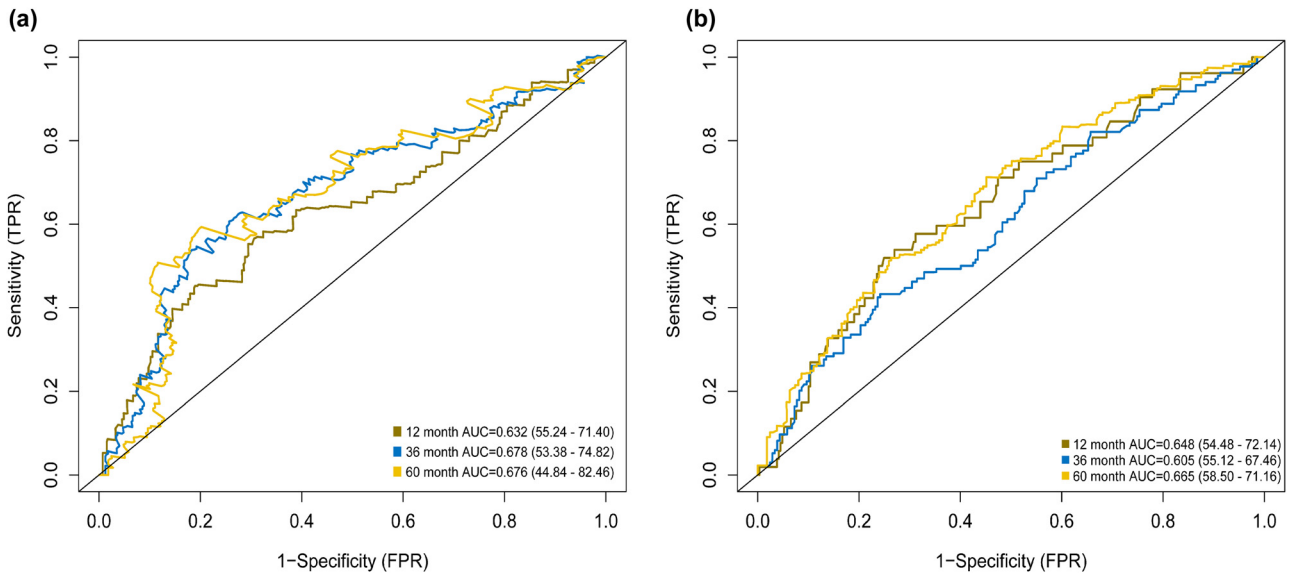 (a)
Sensitivity (TPR)
1.0
0.8
0.6
0.4
0.2
0.0
12 month AUC=0.632 (55.24 - 71.40)
36 month AUC=0.678 (53.38 - 74.82)
60 month AUC=0.676 (44.84 - 82.46)
0.0 0.2 0.4 0.6 0.8 1.0
1−Specificity (FPR)
(b)
Sensitivity (TPR)
1.0
0.8
0.6
0.4
0.2
0.0
12 month AUC=0.648 (54.48 - 72.14)
36 month AUC=0.605 (55.12 - 67.46)
60 month AUC=0.665 (58.50 - 71.16)
0.0 0.2 0.4 0.6 0.8 1.0
1−Specificity (FPR)